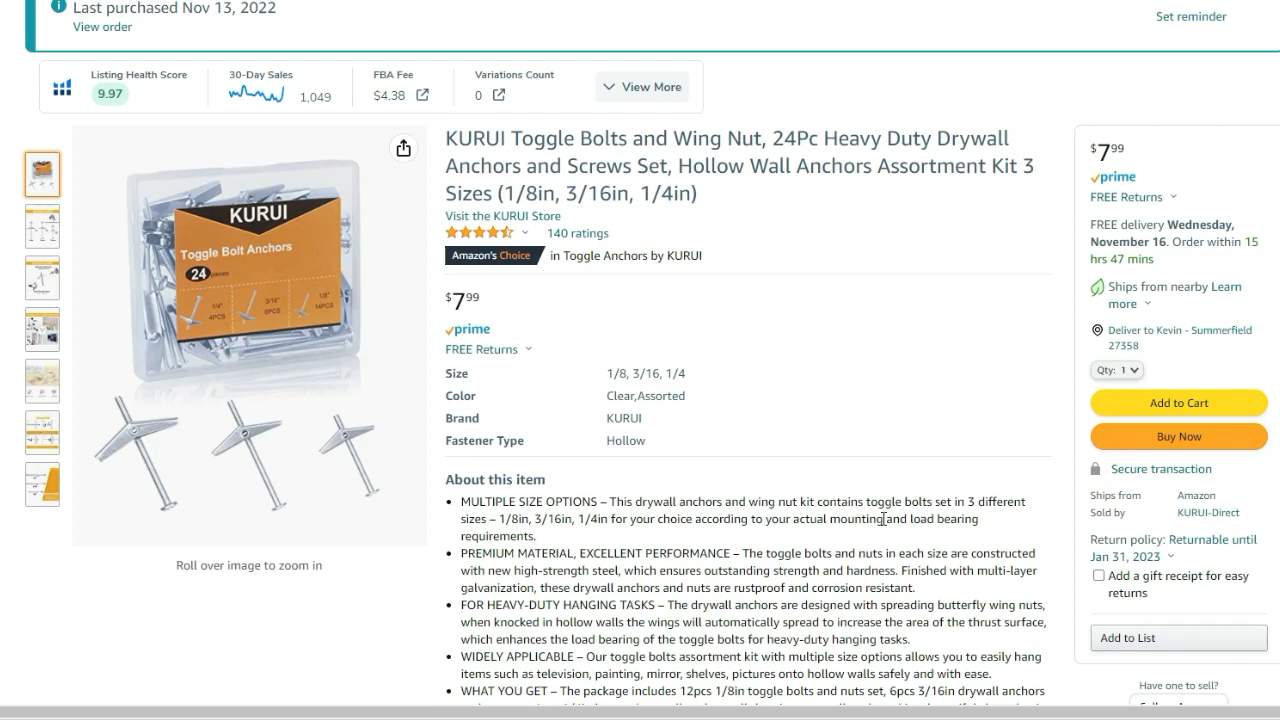 Last purchased Nov 13, 2022
View order
Set reminder
Listing Health Score
9.97
30-Day Sales
1,049
FBA Fee
$4.38
Variations Count
0
View More
KURUI
Toggle Bolt Anchors
24 pieces
1/4" 3/16" 1/8"
4PCS 6PCS 14PCS
Roll over image to zoom in
KURUI Toggle Bolts and Wing Nut, 24Pc Heavy Duty Drywall
Anchors and Screws Set, Hollow Wall Anchors Assortment Kit 3
Sizes (1/8in, 3/16in, 1/4in)
Visit the KURUI Store
140 ratings
Amazon's Choice in Toggle Anchors by KURUI
$7 99
prime
FREE Returns
Size 1/8, 3/16, 1/4
Color Clear,Assorted
Brand KURUI
Fastener Type Hollow
About this item
• MULTIPLE SIZE OPTIONS – This drywall anchors and wing nut kit contains toggle bolts set in 3 different
sizes – 1/8in, 3/16in, 1/4in for your choice according to your actual mounting and load bearing
requirements.
• PREMIUM MATERIAL, EXCELLENT PERFORMANCE – The toggle bolts and nuts in each size are constructed
with new high-strength steel, which ensures outstanding strength and hardness. Finished with multi-layer
galvanization, these drywall anchors and nuts are rustproof and corrosion resistant.
• FOR HEAVY-DUTY HANGING TASKS – The drywall anchors are designed with spreading butterfly wing nuts,
when knocked in hollow walls the wings will automatically spread to increase the area of the thrust surface,
which enhances the load bearing of the toggle bolts for heavy-duty hanging tasks.
• WIDELY APPLICABLE – Our toggle bolts assortment kit with multiple size options allows you to easily hang
items such as television, painting, mirror, shelves, pictures onto hollow walls safely and with ease.
• WHAT YOU GET – The package includes 12pcs 1/8in toggle bolts and nuts set, 6pcs 3/16in drywall anchors
$7 99
prime
FREE Returns
FREE delivery Wednesday,
November 16. Order within 15
hrs 47 mins
Ships from nearby Learn
more
Deliver to Kevin - Summerfield
27358
Qty: 1
Add to Cart
Buy Now
Secure transaction
Ships from Amazon
Sold by KURUI-Direct
Return policy: Returnable until
Jan 31, 2023
Add a gift receipt for easy
returns
Add to List
Have one to sell?